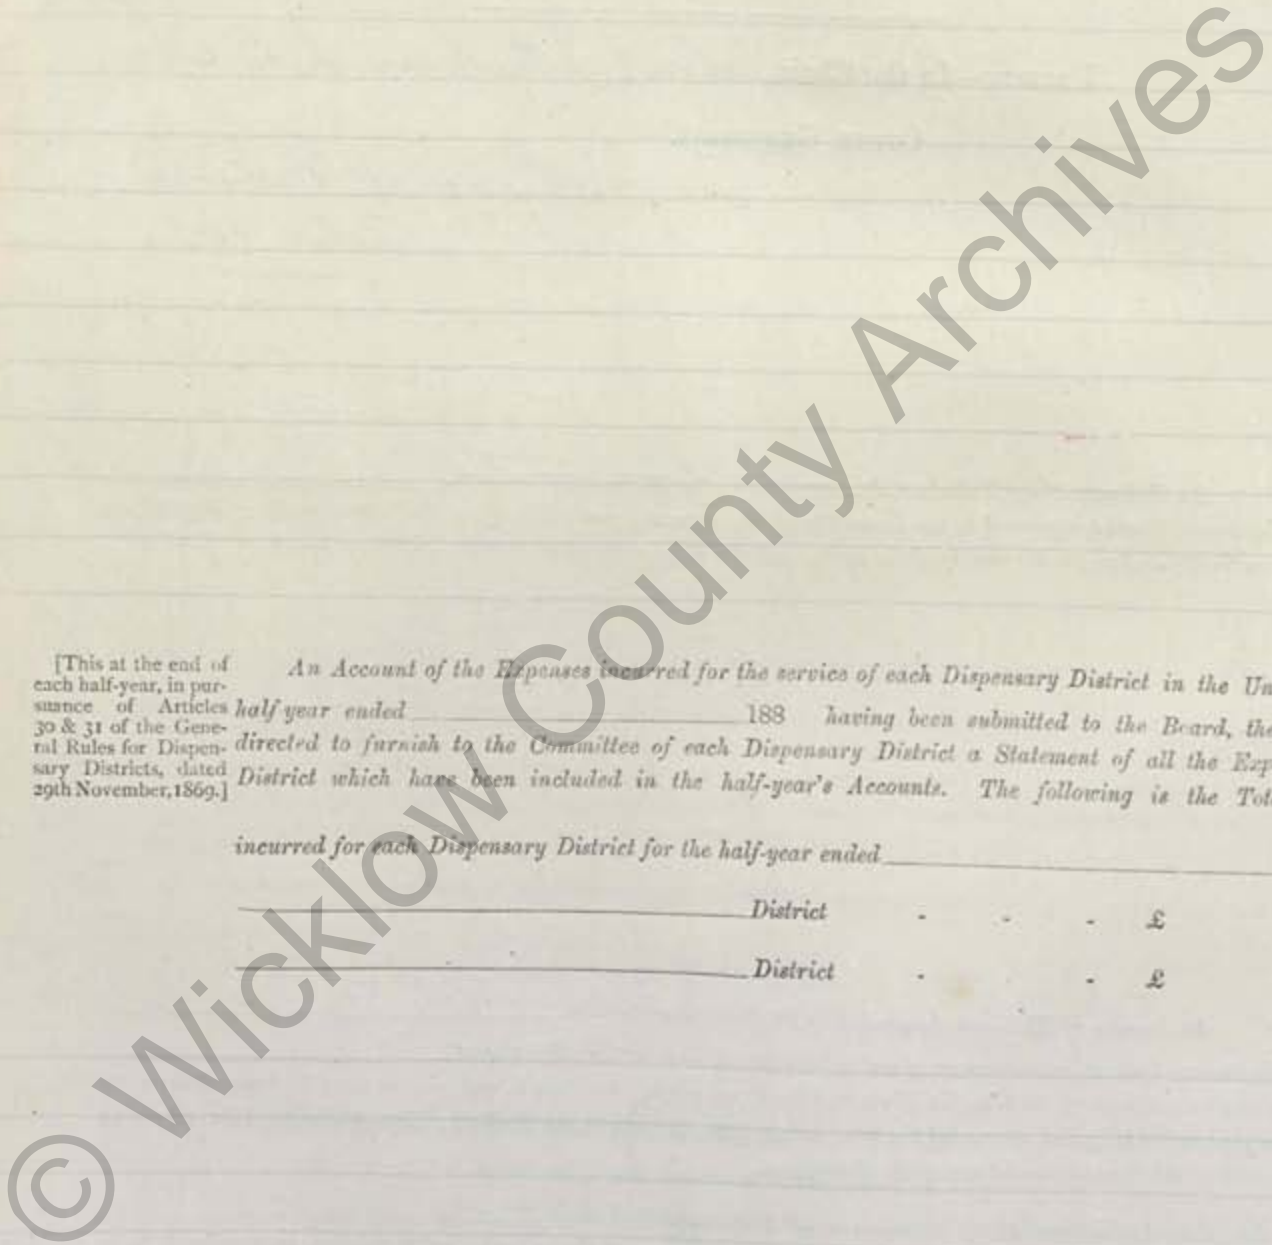 [This at the end of
each half-year, in pur-
suance of Articles
30 & 31 of the Gene-
ral Rules for Dispen-
sary Districts, dated
29th November, 1869.]
An Account of the Expenses incurred for the service of each Dispensary District in the Un
half year ended 188 having been submitted to the Board, the
directed to furnish to the Committee of each Dispensary District a Statement of all the Exp
District which have been included in the half-year's Accounts. The following is the Tot
incurred for each Dispensary District for the half-year ended
District - - - £
District - - £
© Wicklow County Archives